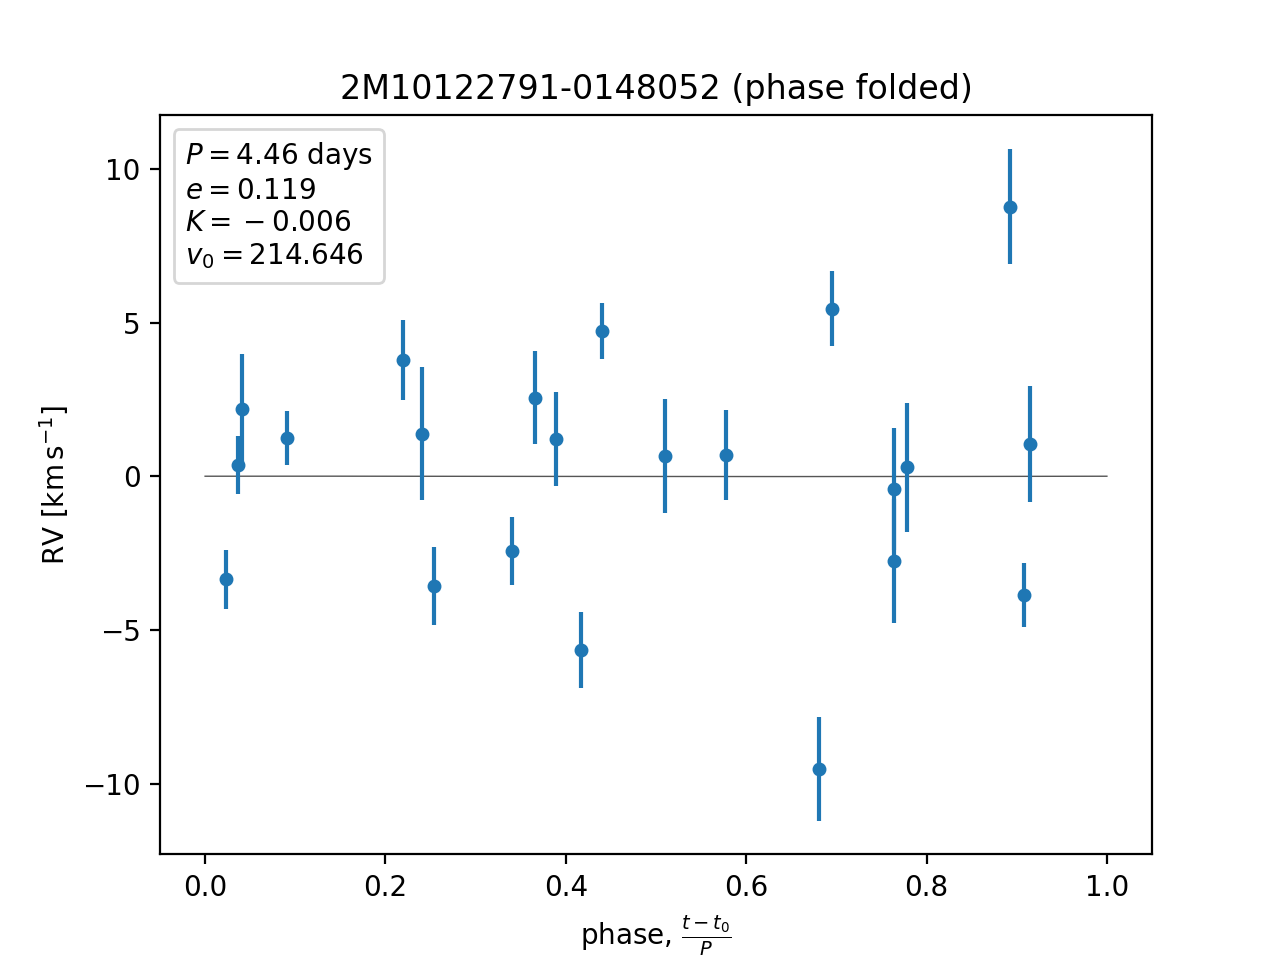 2M10122791-0148052 (phase folded)
P = 4.46 days
e = 0.119
K = −0.006
v₀ = 214.646
10
5
0
−5
−10
RV [km s⁻¹]
0.0 0.2 0.4 0.6 0.8 1.0
phase, (t − t₀)/P